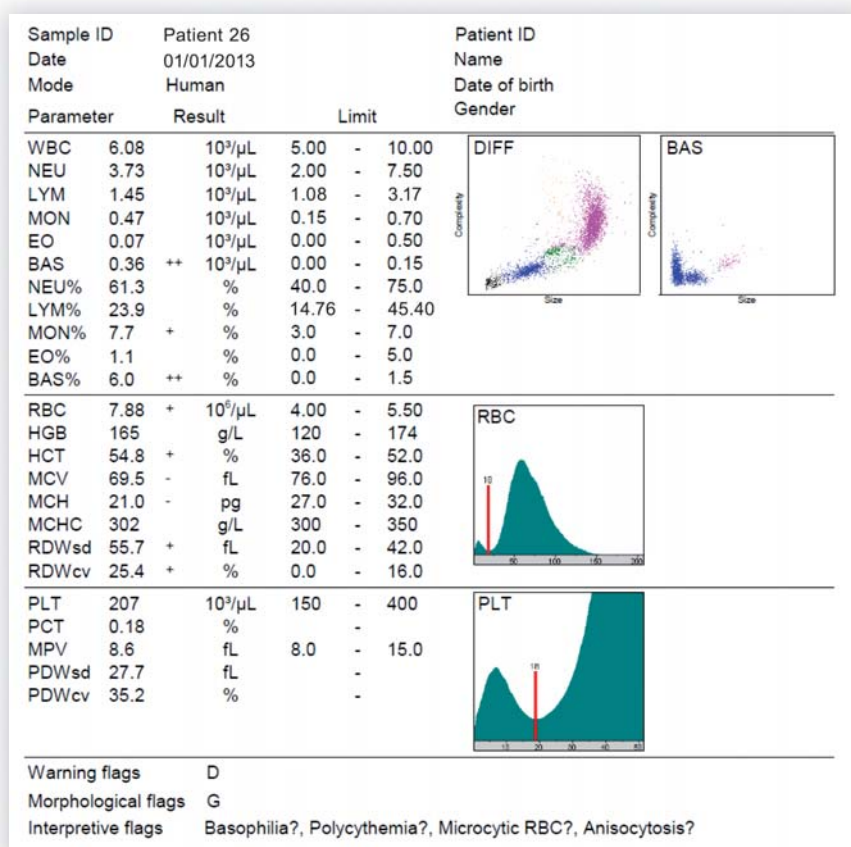 Sample ID Patient 26 Patient ID
Date 01/01/2013 Name
Mode Human Date of birth
Gender
Parameter Result Limit
WBC 6.08 10³/µL 5.00 - 10.00
NEU 3.73 10³/µL 2.00 - 7.50
LYM 1.45 10³/µL 1.08 - 3.17
MON 0.47 10³/µL 0.15 - 0.70
EO 0.07 10³/µL 0.00 - 0.50
BAS 0.36 ++ 10³/µL 0.00 - 0.15
NEU% 61.3 % 40.0 - 75.0
LYM% 23.9 % 14.76 - 45.40
MON% 7.7 + % 3.0 - 7.0
EO% 1.1 % 0.0 - 5.0
BAS% 6.0 ++ % 0.0 - 1.5
DIFF
Complexity
Size
BAS
Complexity
Size
RBC 7.88 + 10⁶/µL 4.00 - 5.50
HGB 165 g/L 120 - 174
HCT 54.8 + % 36.0 - 52.0
MCV 69.5 - fL 76.0 - 96.0
MCH 21.0 - pg 27.0 - 32.0
MCHC 302 g/L 300 - 350
RDWsd 55.7 + fL 20.0 - 42.0
RDWcv 25.4 + % 0.0 - 16.0
RBC
50 100 150 200
PLT 207 10³/µL 150 - 400
PCT 0.18 % -
MPV 8.6 fL 8.0 - 15.0
PDWsd 27.7 fL -
PDWcv 35.2 % -
PLT
10 20 30 40 50
Warning flags D
Morphological flags G
Interpretive flags Basophilia?, Polycythemia?, Microcytic RBC?, Anisocytosis?